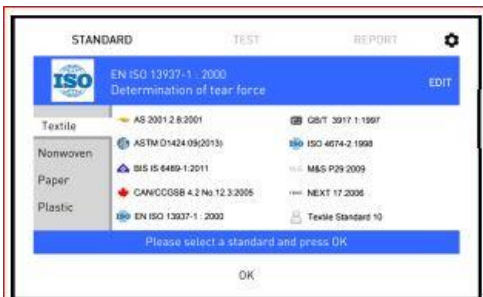 STANDARD TEST REPORT
ISO
EN ISO 13937-1 : 2000
Determination of tear force
EDIT
Textile
Nonwoven
Paper
Plastic
AS 2001.2.8:2001
GB/T 3917.1:1997
ASTM D1424:09(2013)
ISO 4674-2:1998
BIS IS 6489-1:2011
M&S P29:2009
CAN/CGSB 4.2 No.12.3:2005
NEXT 17:2006
EN ISO 13937-1 : 2000
Textile Standard 10
Please select a standard and press OK
OK